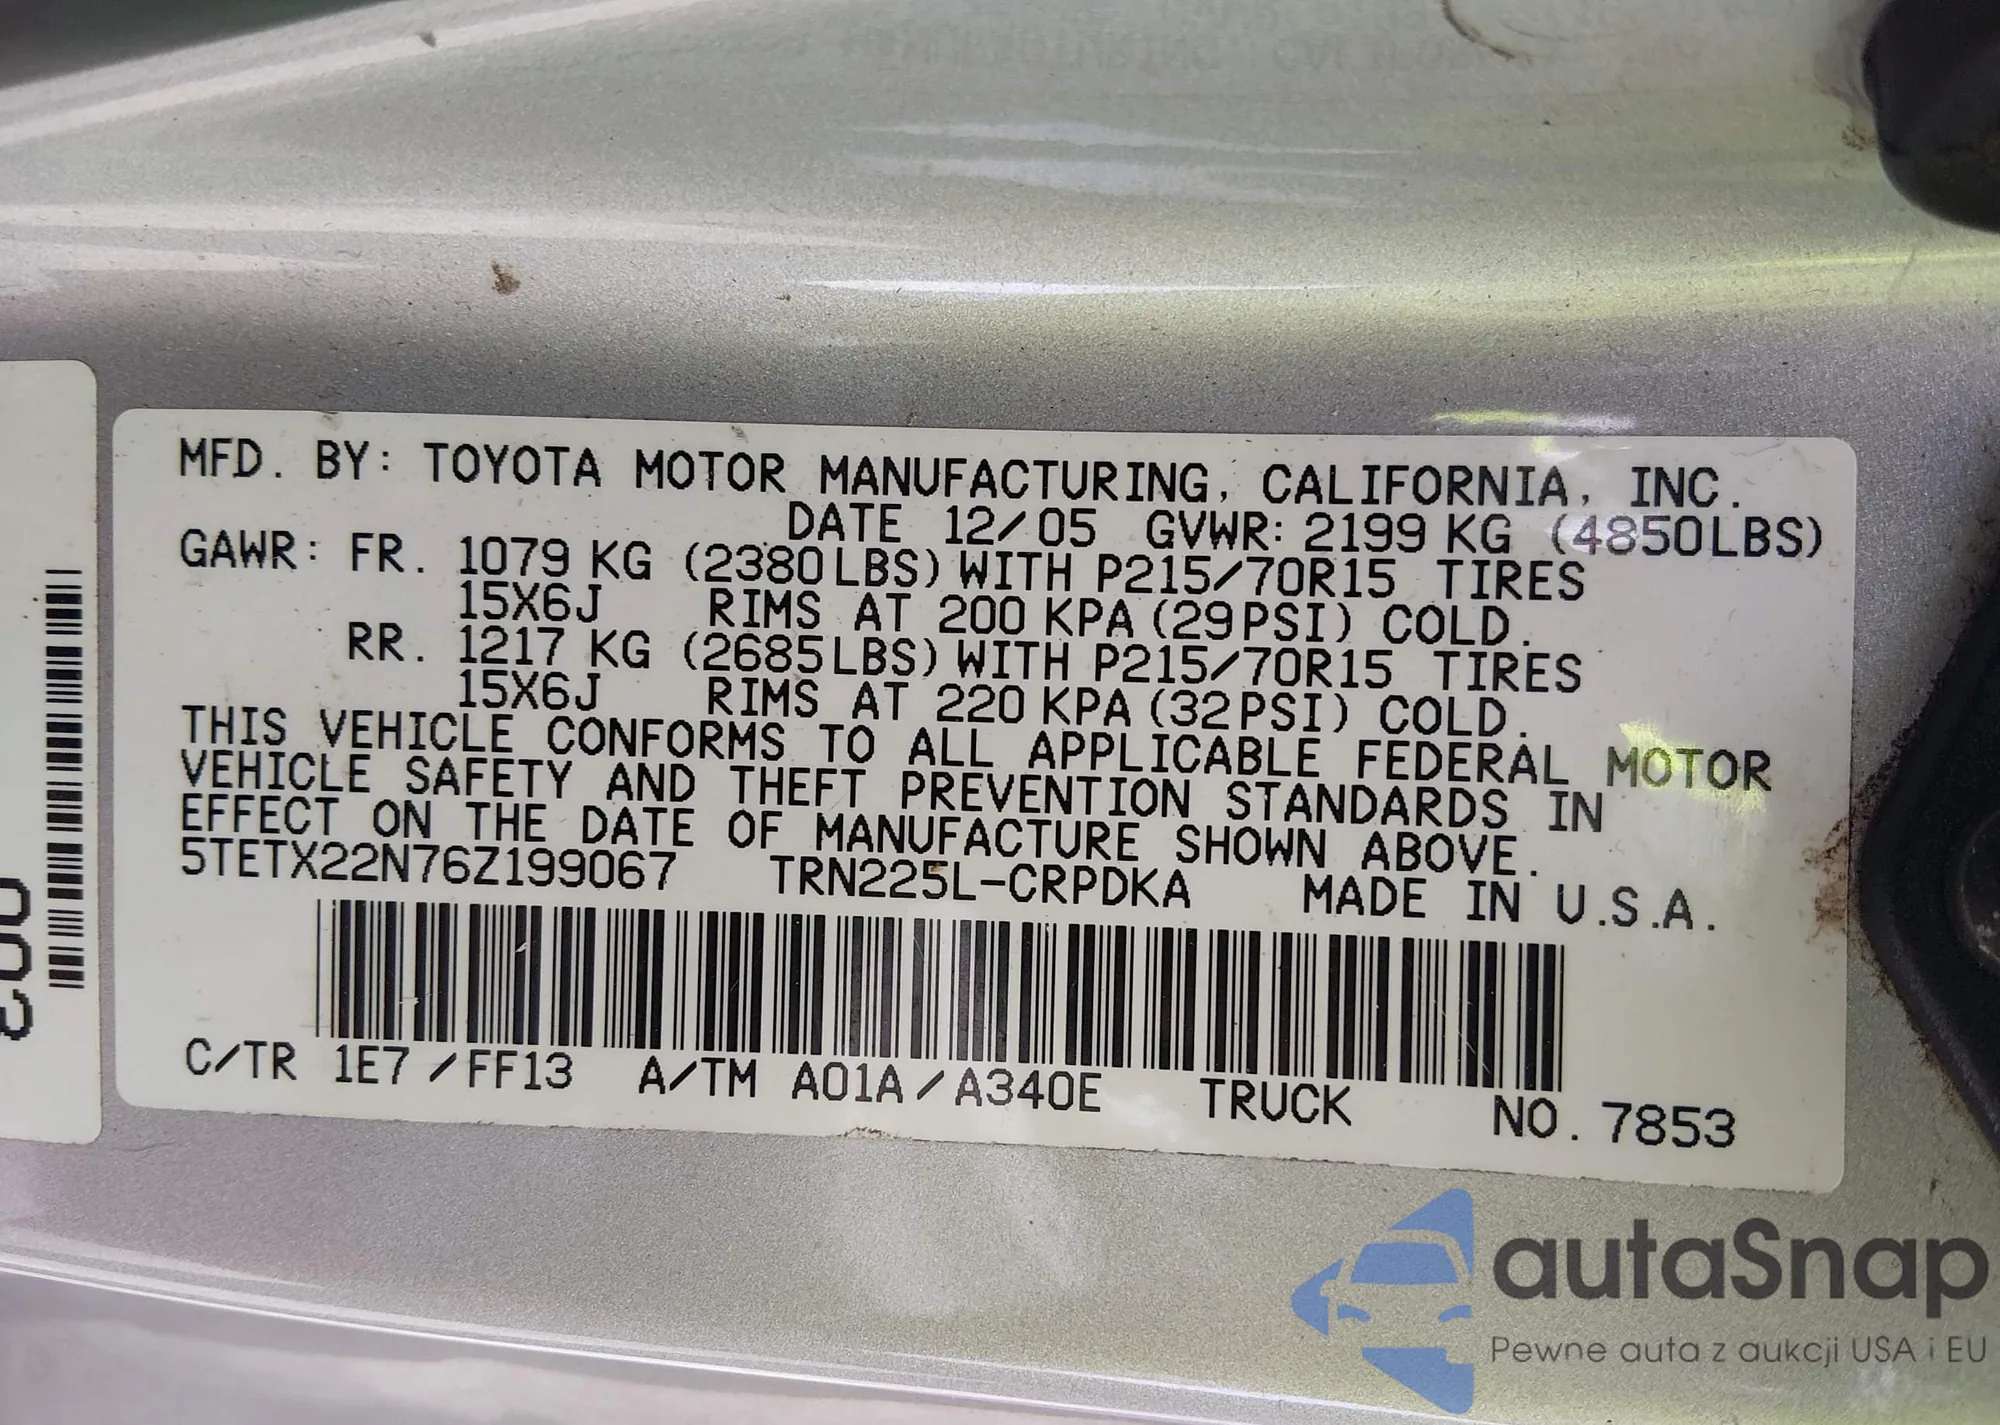 MFD. BY: TOYOTA MOTOR MANUFACTURING, CALIFORNIA, INC.
DATE 12/05 GVWR: 2199 KG (4850LBS)
GAWR: FR. 1079 KG (2380LBS) WITH P215/70R15 TIRES
15X6J RIMS AT 200 KPA (29PSI) COLD.
RR. 1217 KG (2685LBS) WITH P215/70R15 TIRES
15X6J RIMS AT 220 KPA (32PSI) COLD.
THIS VEHICLE CONFORMS TO ALL APPLICABLE FEDERAL MOTOR
VEHICLE SAFETY AND THEFT PREVENTION STANDARDS IN
EFFECT ON THE DATE OF MANUFACTURE SHOWN ABOVE.
5TETX22N76Z199067 TRN225L-CRPDKA MADE IN U.S.A.
C/TR 1E7 /FF13 A/TM A01A/A340E TRUCK NO. 7853
autaSnap
Pewne auta z aukcji USA i EU